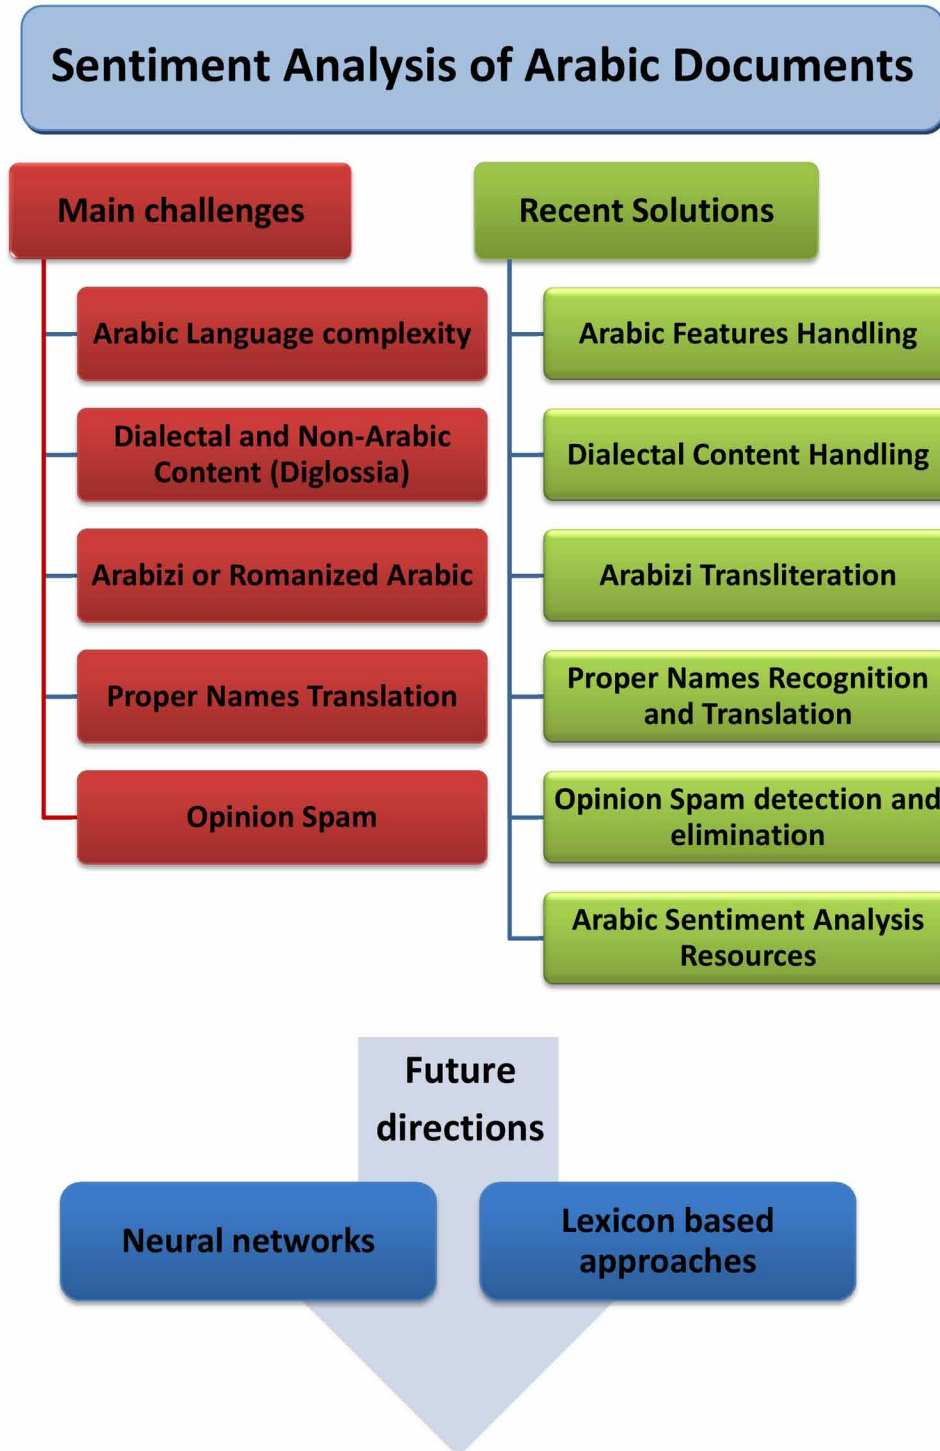 Sentiment Analysis of Arabic Documents
Main challenges
Arabic Language complexity
Dialectal and Non-Arabic
Content (Diglossia)
Arabizi or Romanized Arabic
Proper Names Translation
Opinion Spam
Recent Solutions
Arabic Features Handling
Dialectal Content Handling
Arabizi Transliteration
Proper Names Recognition
and Translation
Opinion Spam detection and
elimination
Arabic Sentiment Analysis
Resources
Future
directions
Neural networks
Lexicon based
approaches